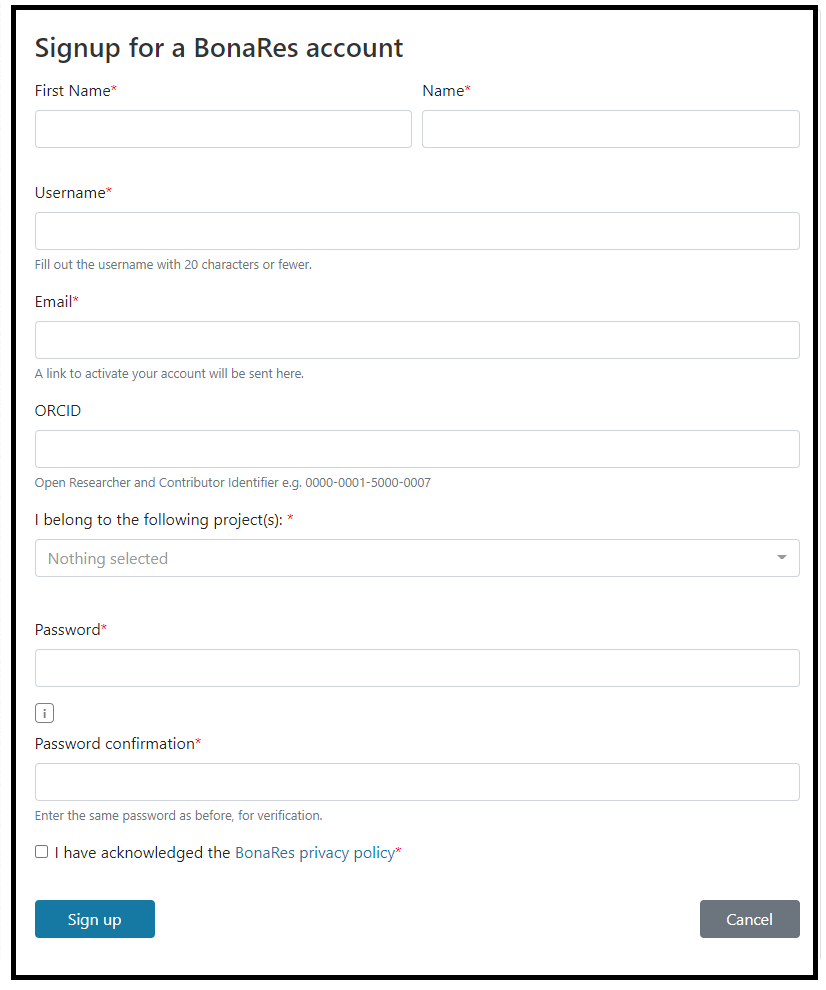 Signup for a BonaRes account
First Name* Name*
Username*
Fill out the username with 20 characters or fewer.
Email*
A link to activate your account will be sent here.
ORCID
Open Researcher and Contributor Identifier e.g. 0000-0001-5000-0007
I belong to the following project(s): *
Nothing selected
Password*
i
Password confirmation*
Enter the same password as before, for verification.
I have acknowledged the BonaRes privacy policy*
Sign up Cancel